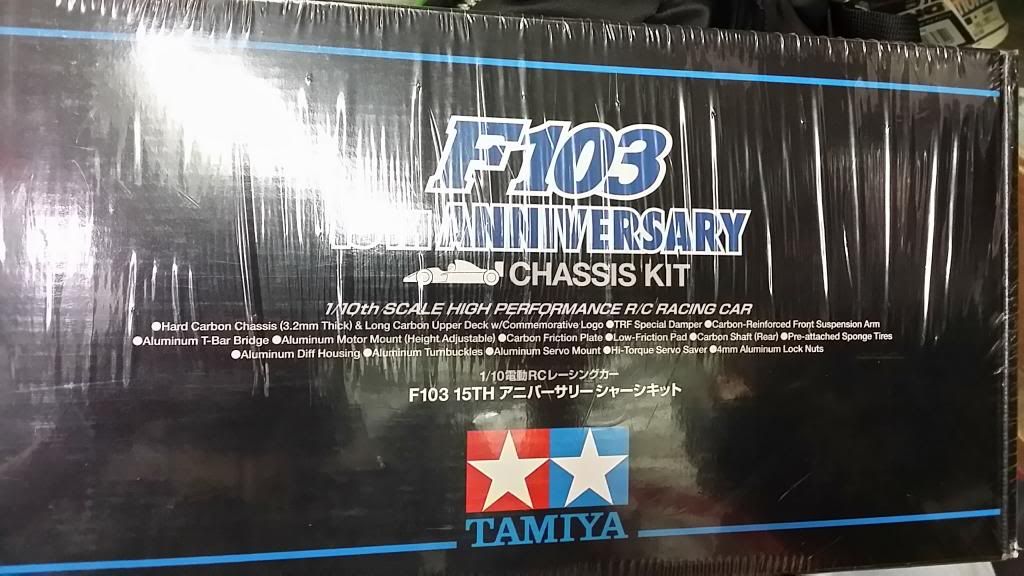 F103
15TH ANNIVERSARY
CHASSIS KIT
1/10th SCALE HIGH PERFORMANCE R/C RACING CAR
●Hard Carbon Chassis (3.2mm Thick) & Long Carbon Upper Deck w/Commemorative Logo ●TRF Special Damper ●Carbon-Reinforced Front Suspension Arm
●Aluminum T-Bar Bridge ●Aluminum Motor Mount (Height Adjustable) ●Carbon Friction Plate ●Low-Friction Pad ●Carbon Shaft (Rear) ●Pre-attached Sponge Tires
●Aluminum Diff Housing ●Aluminum Turnbuckles ●Aluminum Servo Mount ●Hi-Torque Servo Saver ●4mm Aluminum Lock Nuts
1/10電動RCレーシングカー
F103 15TH アニバーサリーシャーシキット
TAMIYA